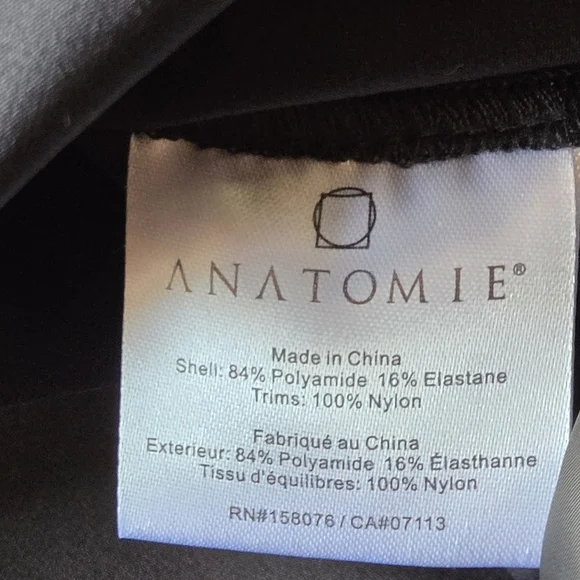 ANATOMIE®
Made in China
Shell: 84% Polyamide 16% Elastane
Trims: 100% Nylon
Fabriqué au China
Exterieur: 84% Polyamide 16% Élasthanne
Tissu d'équilibres: 100% Nylon
RN#158076 / CA#07113